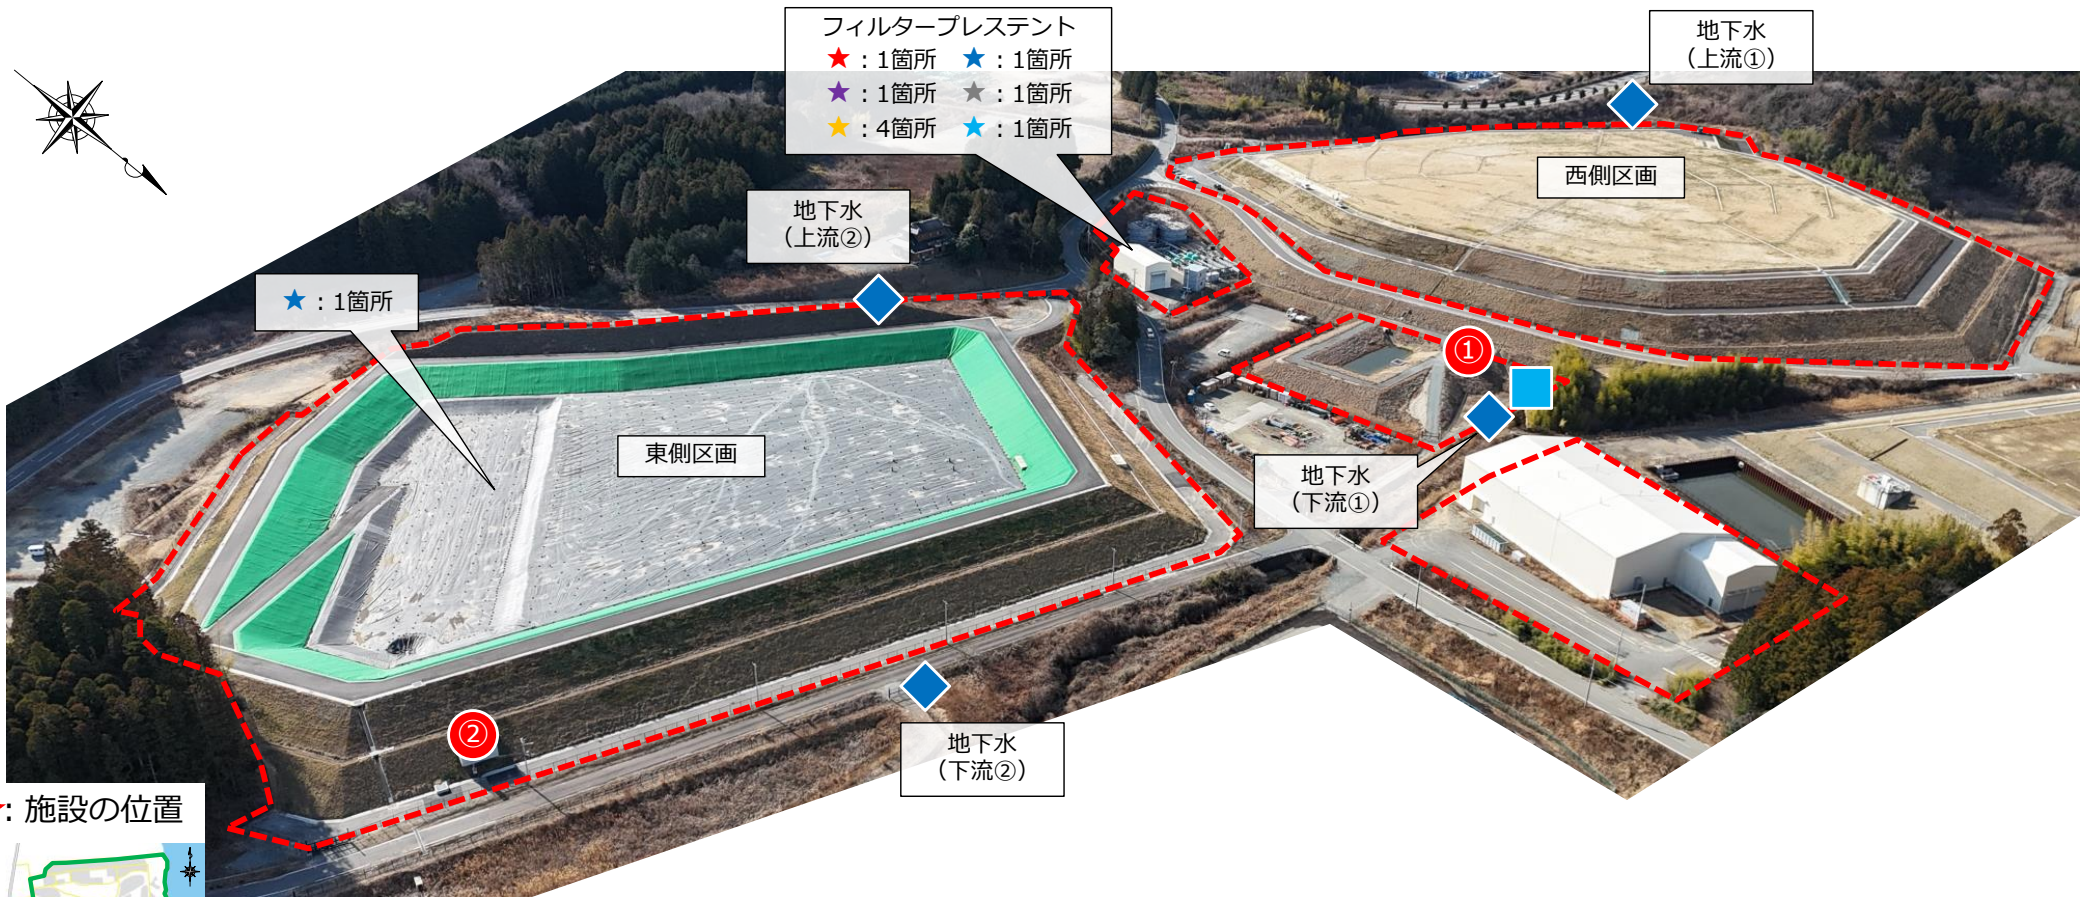 フィルタープレステント
★：1箇所 ★：1箇所
★：1箇所 ★：1箇所
★：4箇所 ★：1箇所
地下水
（上流①）
西側区画
地下水
（上流②）
★：1箇所
①
東側区画
地下水
（下流①）
②
地下水
（下流②）
：施設の位置